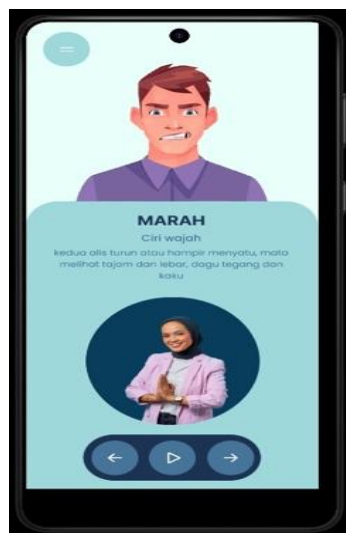 MARAH
Ciri wajah
kedua alis turun atau hampir menyatu, mata
melihat tajam dan lebar, dagu tegang dan
kaku